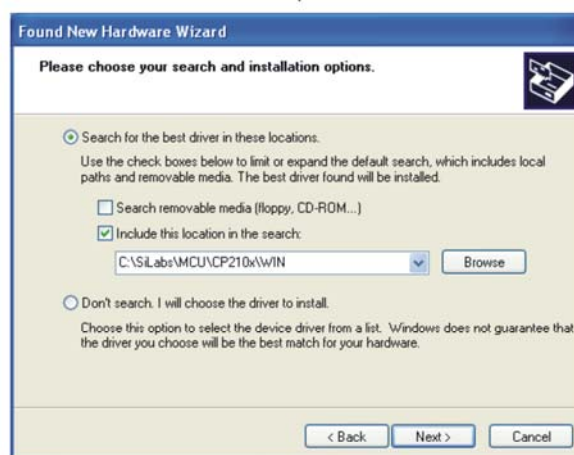 Found New Hardware Wizard
Please choose your search and installation options.
Search for the best driver in these locations.
Use the check boxes below to limit or expand the default search, which includes local
paths and removable media. The best driver found will be installed.
Search removable media (floppy, CD-ROM...)
Include this location in the search:
C:\SiLabs\MCU\CP210x\WIN
Browse
Don't search. I will choose the driver to install.
Choose this option to select the device driver from a list. Windows does not guarantee that
the driver you choose will be the best match for your hardware.
< Back
Next >
Cancel